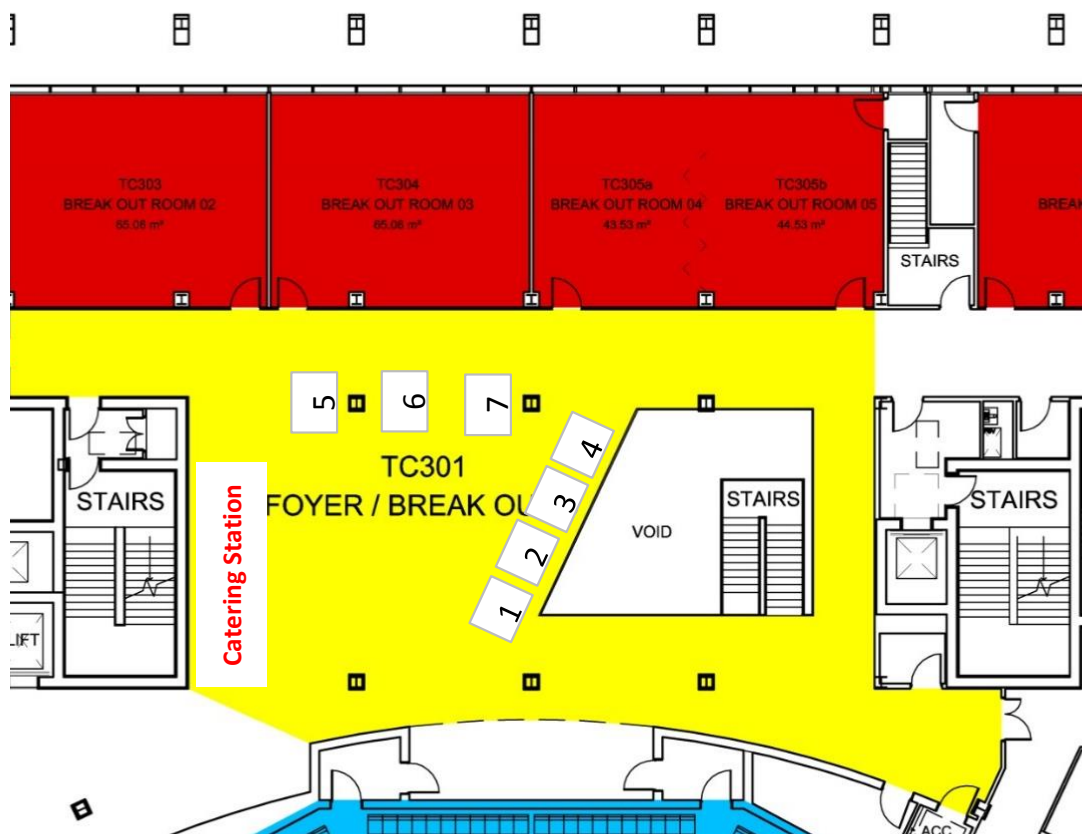 TC303
BREAK OUT ROOM 02
65.06 m²
TC304
BREAK OUT ROOM 03
65.06 m²
TC305a
BREAK OUT ROOM 04
43.53 m²
TC305b
BREAK OUT ROOM 05
44.53 m²
BREAK
STAIRS
5
6
7
4
3
2
1
TC301
FOYER / BREAK OU
Catering Station
STAIRS
VOID
STAIRS
STAIRS
LIFT
ACC